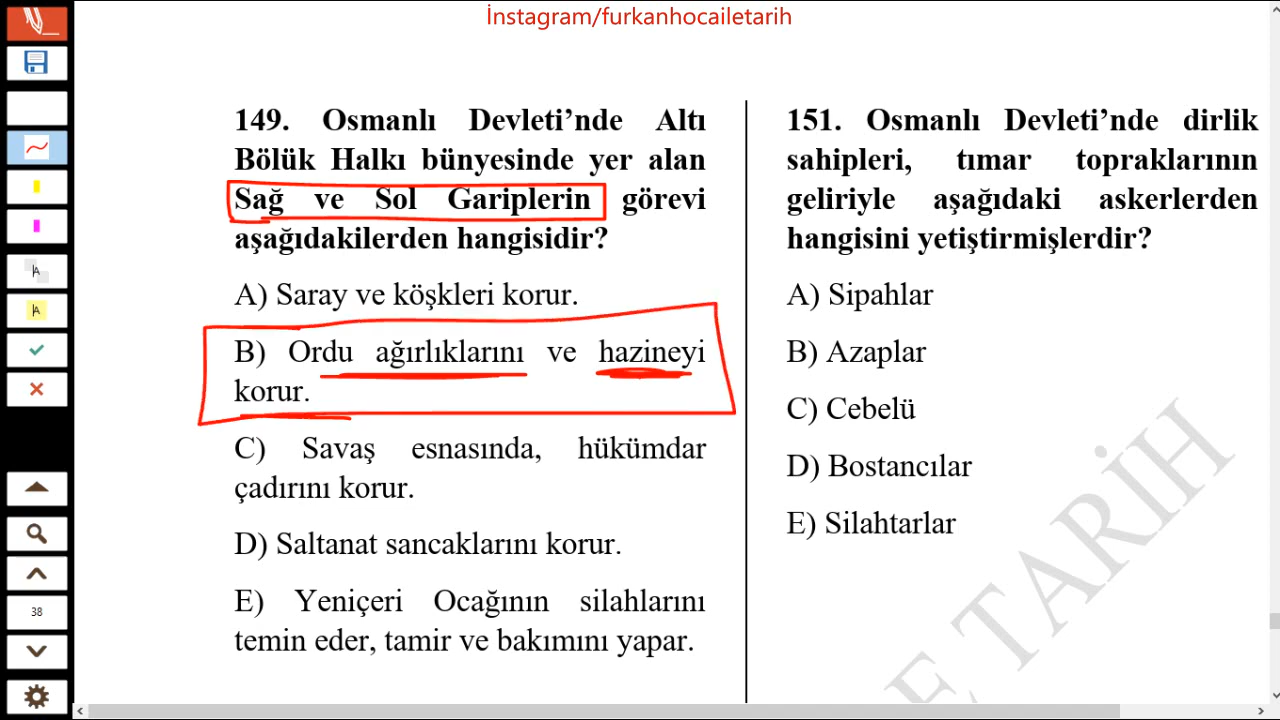 İnstagram/furkanhocailetarih
149. Osmanlı Devleti’nde Altı
Bölük Halkı bünyesinde yer alan
Sağ ve Sol Gariplerin görevi
aşağıdakilerden hangisidir?
A) Saray ve köşkleri korur.
B) Ordu ağırlıklarını ve hazineyi
korur.
C) Savaş esnasında, hükümdar
çadırını korur.
D) Saltanat sancaklarını korur.
E) Yeniçeri Ocağının silahlarını
temin eder, tamir ve bakımını yapar.
151. Osmanlı Devleti’nde dirlik
sahipleri, tımar topraklarının
geliriyle aşağıdaki askerlerden
hangisini yetiştirmişlerdir?
A) Sipahlar
B) Azaplar
C) Cebelü
D) Bostancılar
E) Silahtarlar
E TARİH
A
A
38